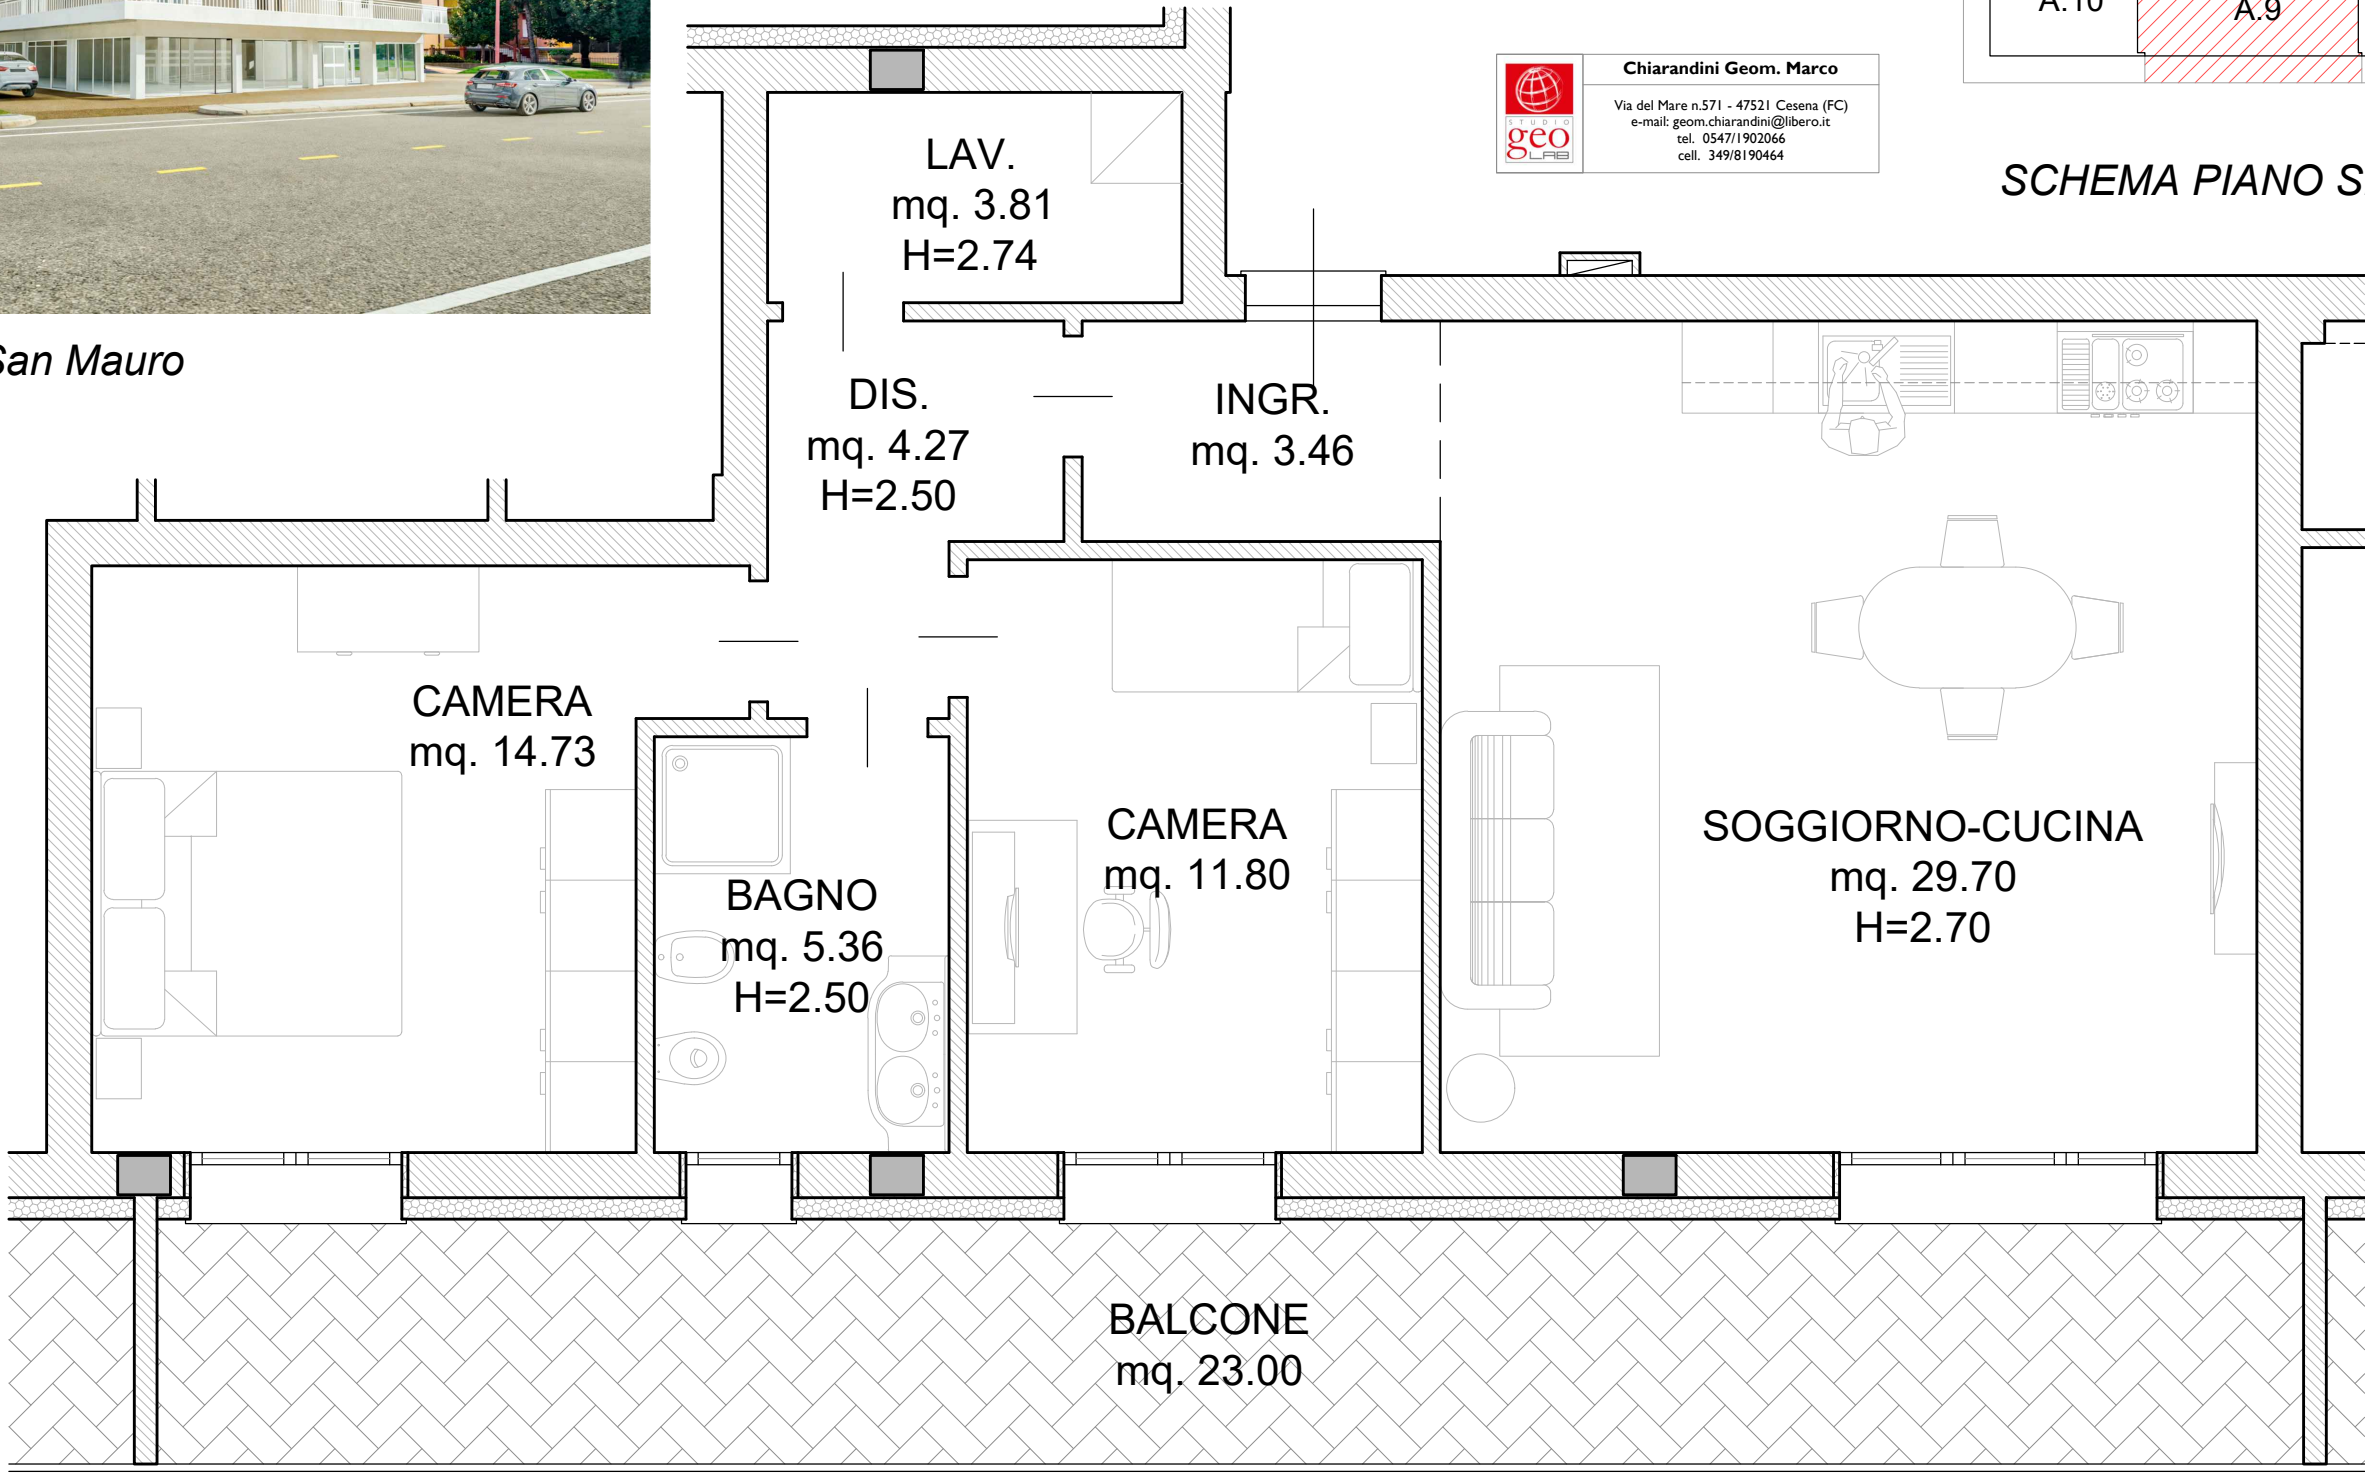 A.10
A.9
Chiarandini Geom. Marco
Via del Mare n.571 - 47521 Cesena (FC)
e-mail: geom.chiarandini@libero.it
tel. 0547/1902066
cell. 349/8190464
STUDIO
geo
LAB
SCHEMA PIANO S
San Mauro
LAV.
mq. 3.81
H=2.74
DIS.
mq. 4.27
H=2.50
INGR.
mq. 3.46
CAMERA
mq. 14.73
BAGNO
mq. 5.36
H=2.50
CAMERA
mq. 11.80
SOGGIORNO-CUCINA
mq. 29.70
H=2.70
BALCONE
mq. 23.00